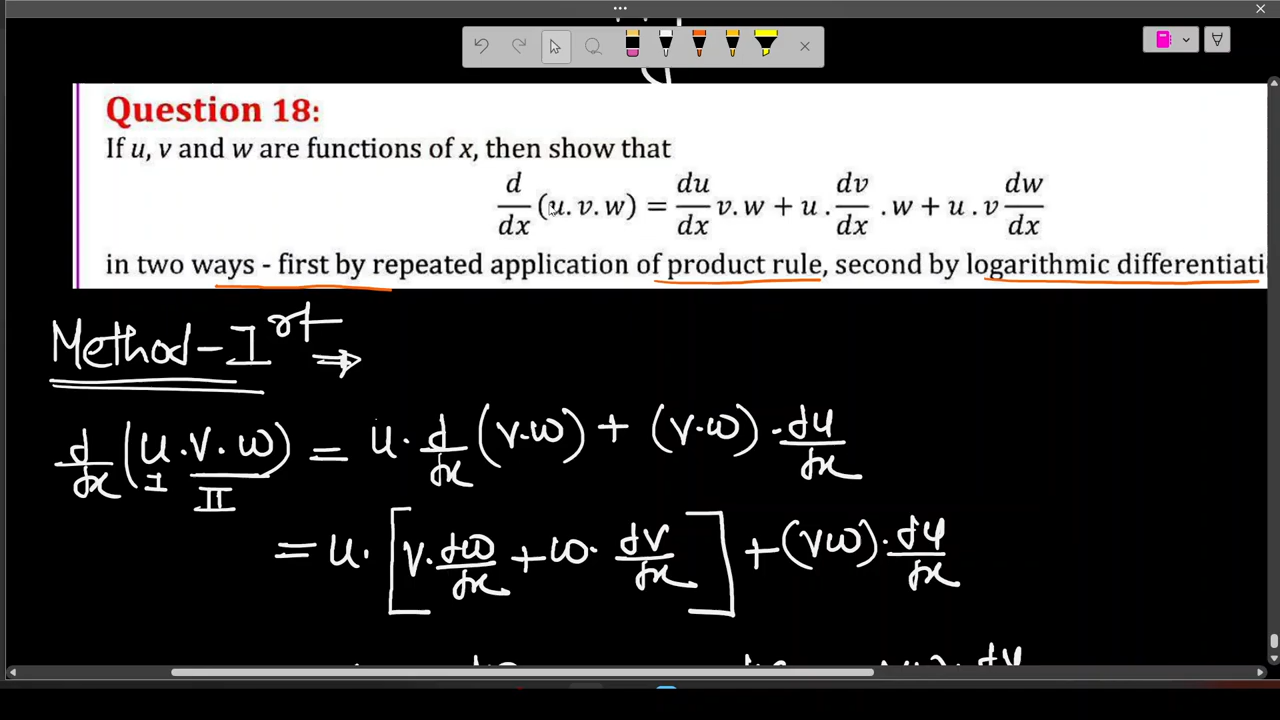 Question 18:
If u, v and w are functions of x, then show that
d/dx (u. v. w) = du/dx v. w + u . dv/dx . w + u . v dw/dx
in two ways - first by repeated application of product rule, second by logarithmic differentiati
Method-I st ⇒
d/dx (u·v·w) = u· d/dx (v·w) + (v·w) · du/dx
I II
= u· [v· dw/dx + w· dv/dx] + (vw)· du/dx